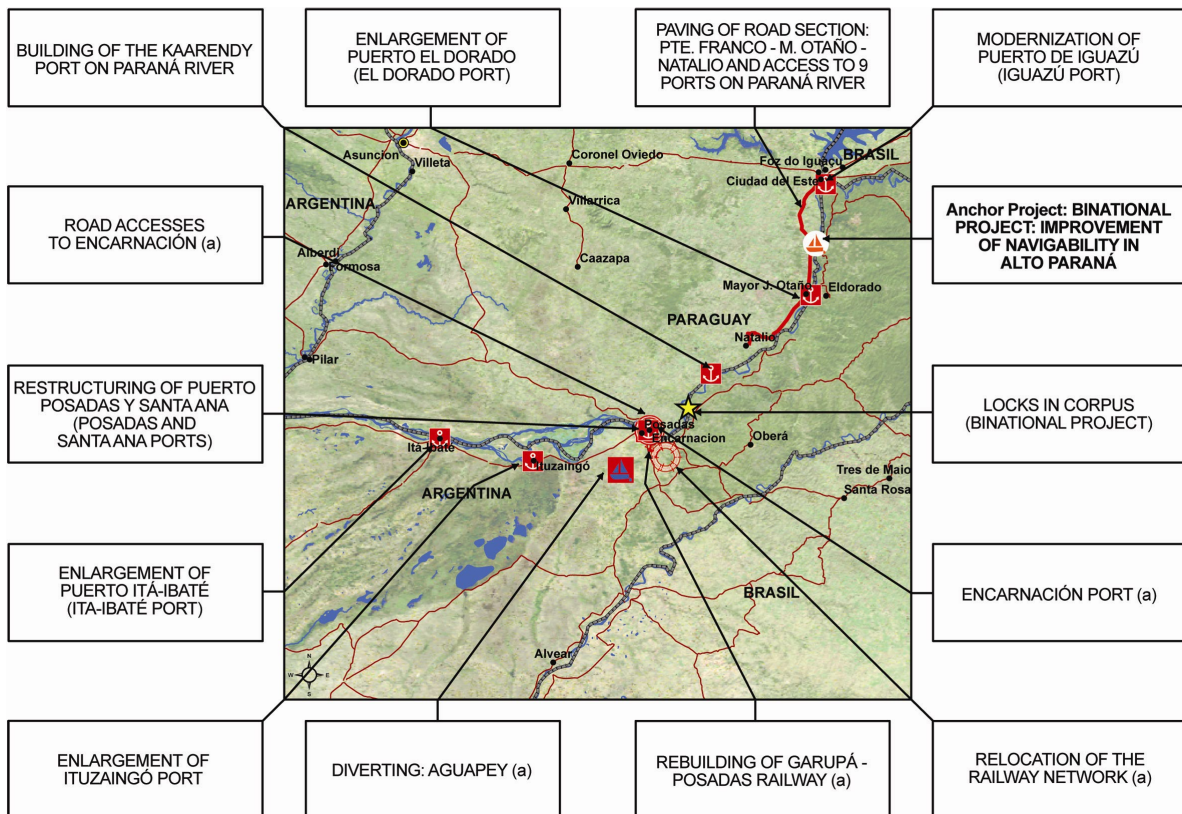 BUILDING OF THE KAARENDY
PORT ON PARANÁ RIVER
ENLARGEMENT OF
PUERTO EL DORADO
(EL DORADO PORT)
PAVING OF ROAD SECTION:
PTE. FRANCO - M. OTAÑO -
NATALIO AND ACCESS TO 9
PORTS ON PARANÁ RIVER
MODERNIZATION OF
PUERTO DE IGUAZÚ
(IGUAZÚ PORT)
ROAD ACCESSES
TO ENCARNACIÓN (a)
RESTRUCTURING OF PUERTO
POSADAS Y SANTA ANA
(POSADAS AND
SANTA ANA PORTS)
ENLARGEMENT OF
PUERTO ITÁ-IBATÉ
(ITA-IBATÉ PORT)
Asuncion
Villeta
Coronel Oviedo
Foz do Iguaçu
BRASIL
Ciudad del Este
ARGENTINA
Villarrica
Alberdi
Formosa
Caazapa
Mayor J. Otaño
Eldorado
PARAGUAY
Natalio
Pilar
Posadas
Encarnacion
Oberá
Itá-Ibaté
Ituzaingó
Tres de Maio
Santa Rosa
ARGENTINA
BRASIL
Alvear
N
W
E
S
Anchor Project: BINATIONAL
PROJECT: IMPROVEMENT
OF NAVIGABILITY IN
ALTO PARANÁ
LOCKS IN CORPUS
(BINATIONAL PROJECT)
ENCARNACIÓN PORT (a)
ENLARGEMENT OF
ITUZAINGÓ PORT
DIVERTING: AGUAPEY (a)
REBUILDING OF GARUPÁ -
POSADAS RAILWAY (a)
RELOCATION OF THE
RAILWAY NETWORK (a)